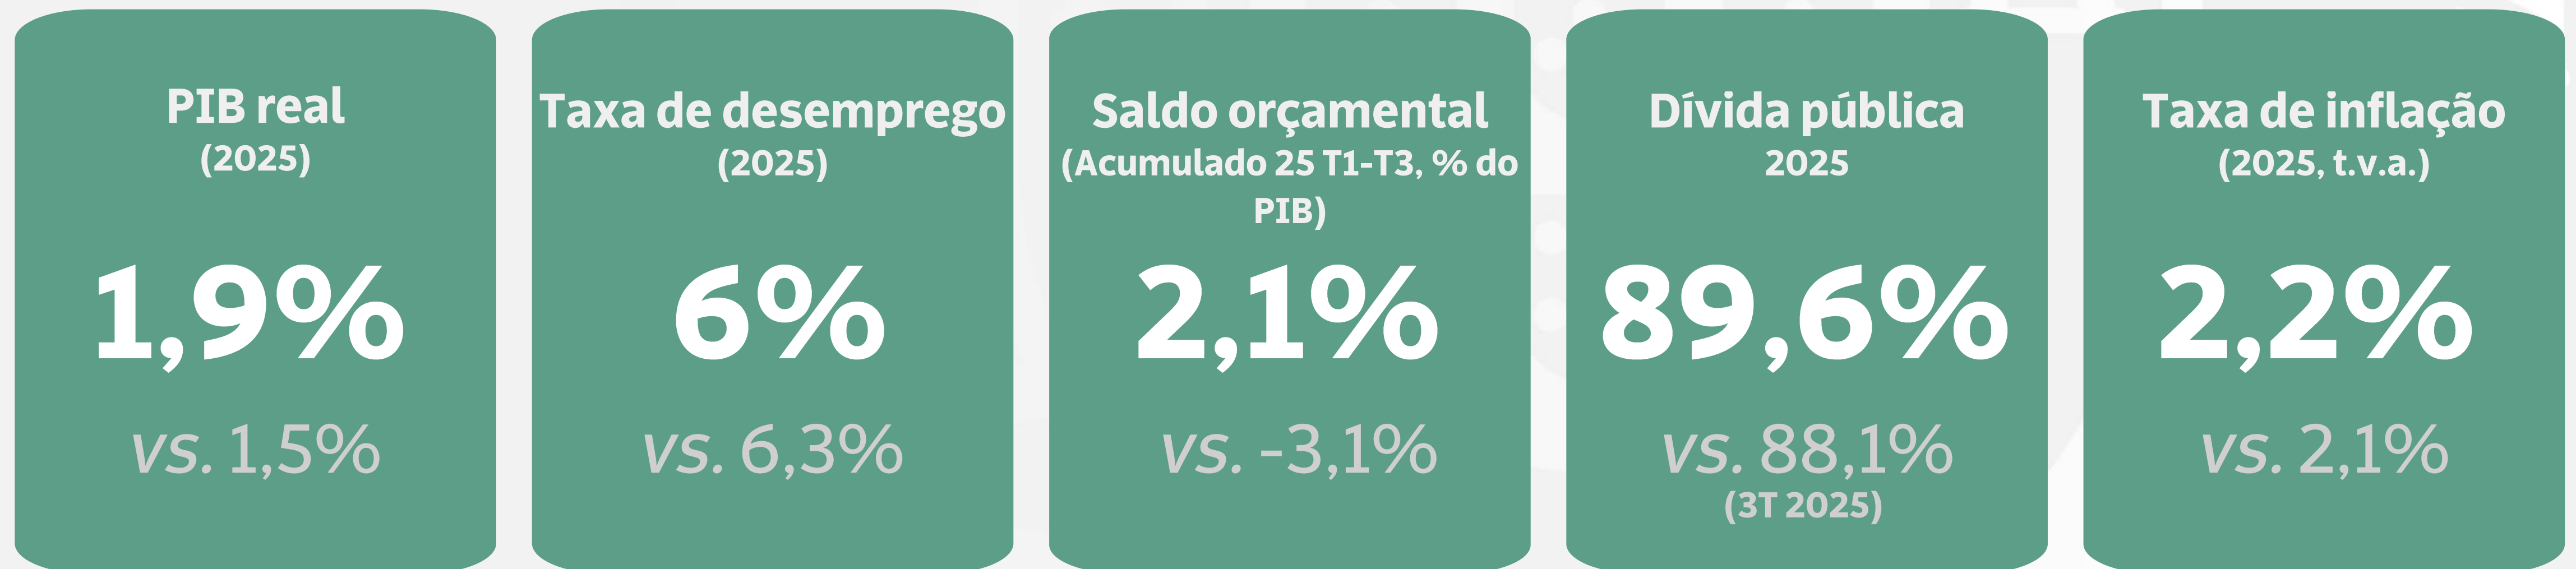 PIB real
(2025)
1,9%
vs. 1,5%
Taxa de desemprego
(2025)
6%
vs. 6,3%
Saldo orçamental
(Acumulado 25 T1-T3, % do
PIB)
2,1%
vs. -3,1%
Dívida pública
2025
89,6%
vs. 88,1%
(3T 2025)
Taxa de inflação
(2025, t.v.a.)
2,2%
vs. 2,1%